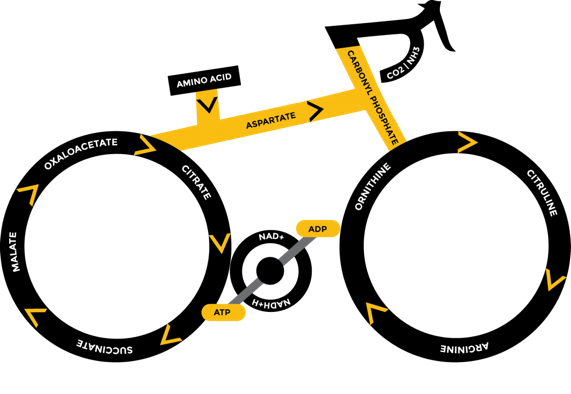 CO2 | NH3
AMINO ACID
CARBONYL PHOSPHATE
ASPARTATE
OXALOACETATE
CITRATE
SUCCINATE
MALATE
NAD+
NADH+H
ADP
ATP
ORNITHINE
CITRULINE
ARGININE